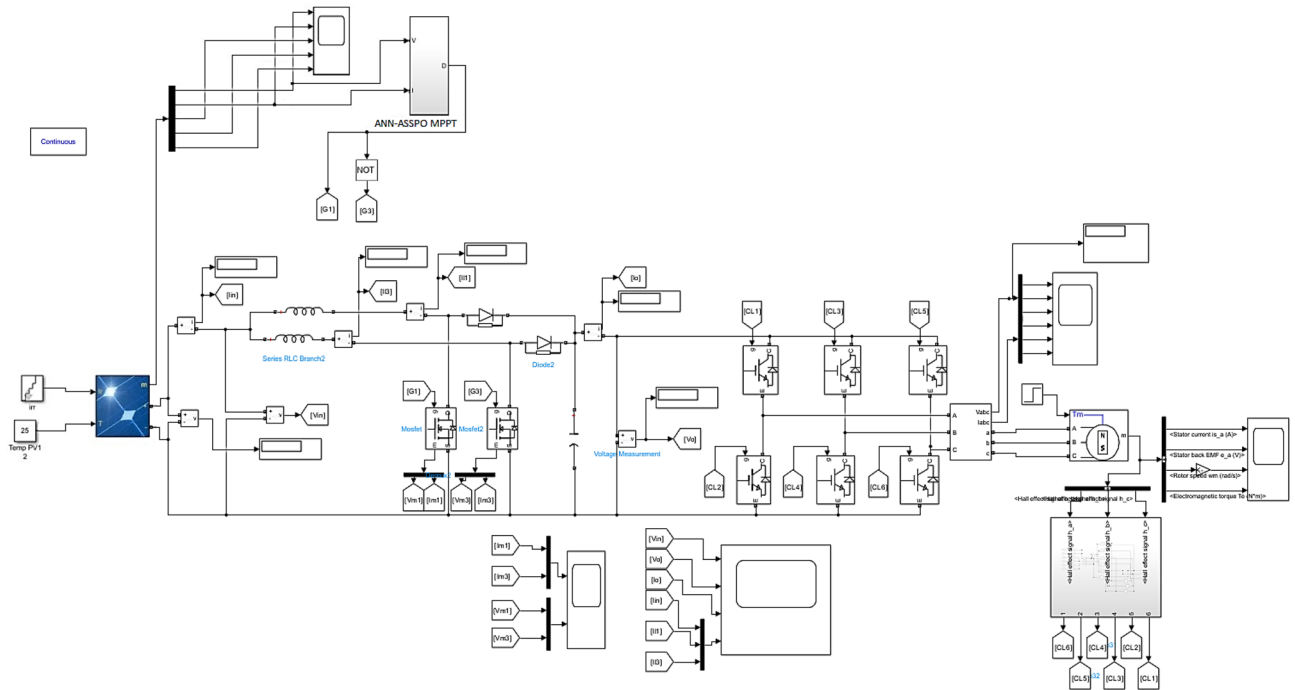 V
D
I
ANN-ASSPO MPPT
Continuous
NOT
[G1]
[G3]
[Iin]
[I3]
[Il1]
[Io]
Series RLC Branch2
Diode2
[CL1]
[CL3]
[CL5]
irr
25
Temp PV1
2
m
T
[Vin]
[G1]
[G3]
Mosfet
Mosfet2
[Vm1]
[Im1]
[Vm3]
[Im3]
Voltage Measurement
[Vo]
[CL2]
[CL4]
[CL6]
Vabc
Iabc
A
B
C
a
b
c
Tm
A
B
C
N
S
m
<Stator current is_a (A)>
<Stator back EMF e_a (V)>
<Rotor speed wm (rad/s)>
<Electromagnetic torque Te (N*m)>
<Hall effect signal h_a>
<Hall effect signal h_b>
<Hall effect signal h_c>
1
2
3
4
5
6
[CL6]
[CL4]
[CL2]
[CL5]
[CL3]
[CL1]
[Im1]
[Im3]
[Vm1]
[Vm3]
[Vin]
[Vo]
[Io]
[Iin]
[Il1]
[I3]